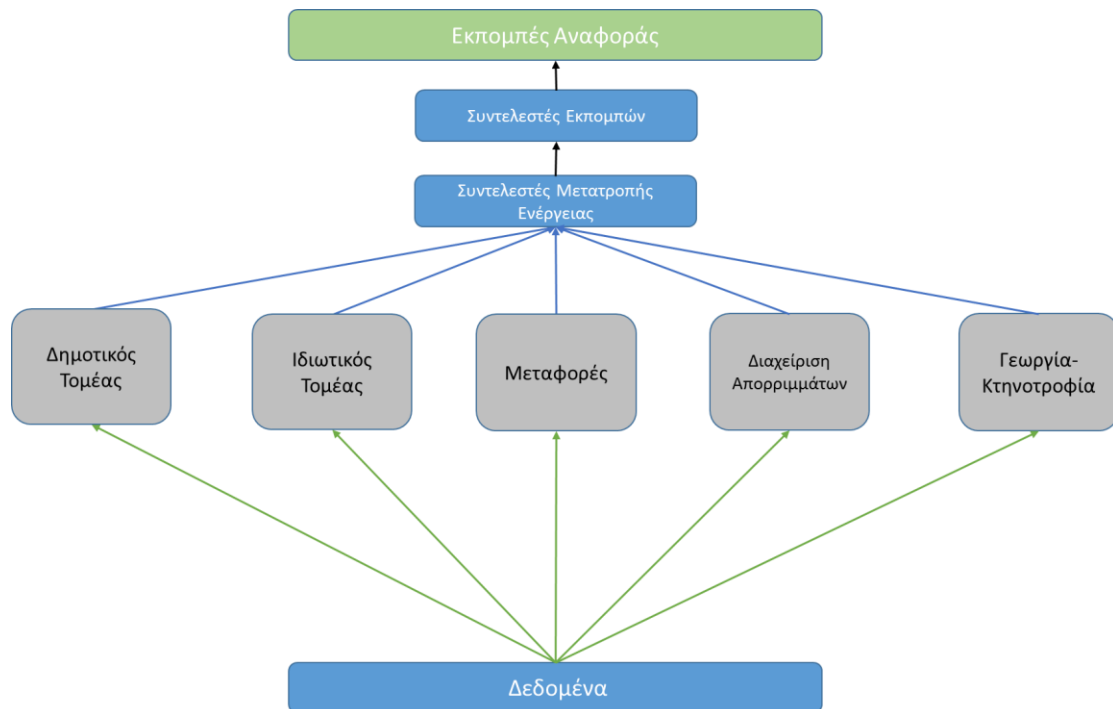 Εκπομπές Αναφοράς
Συντελεστές Εκπομπών
Συντελεστές Μετατροπής
Ενέργειας
Δημοτικός
Τομέας
Ιδιωτικός
Τομέας
Μεταφορές
Διαχείριση
Απορριμμάτων
Γεωργία-
Κτηνοτροφία
Δεδομένα